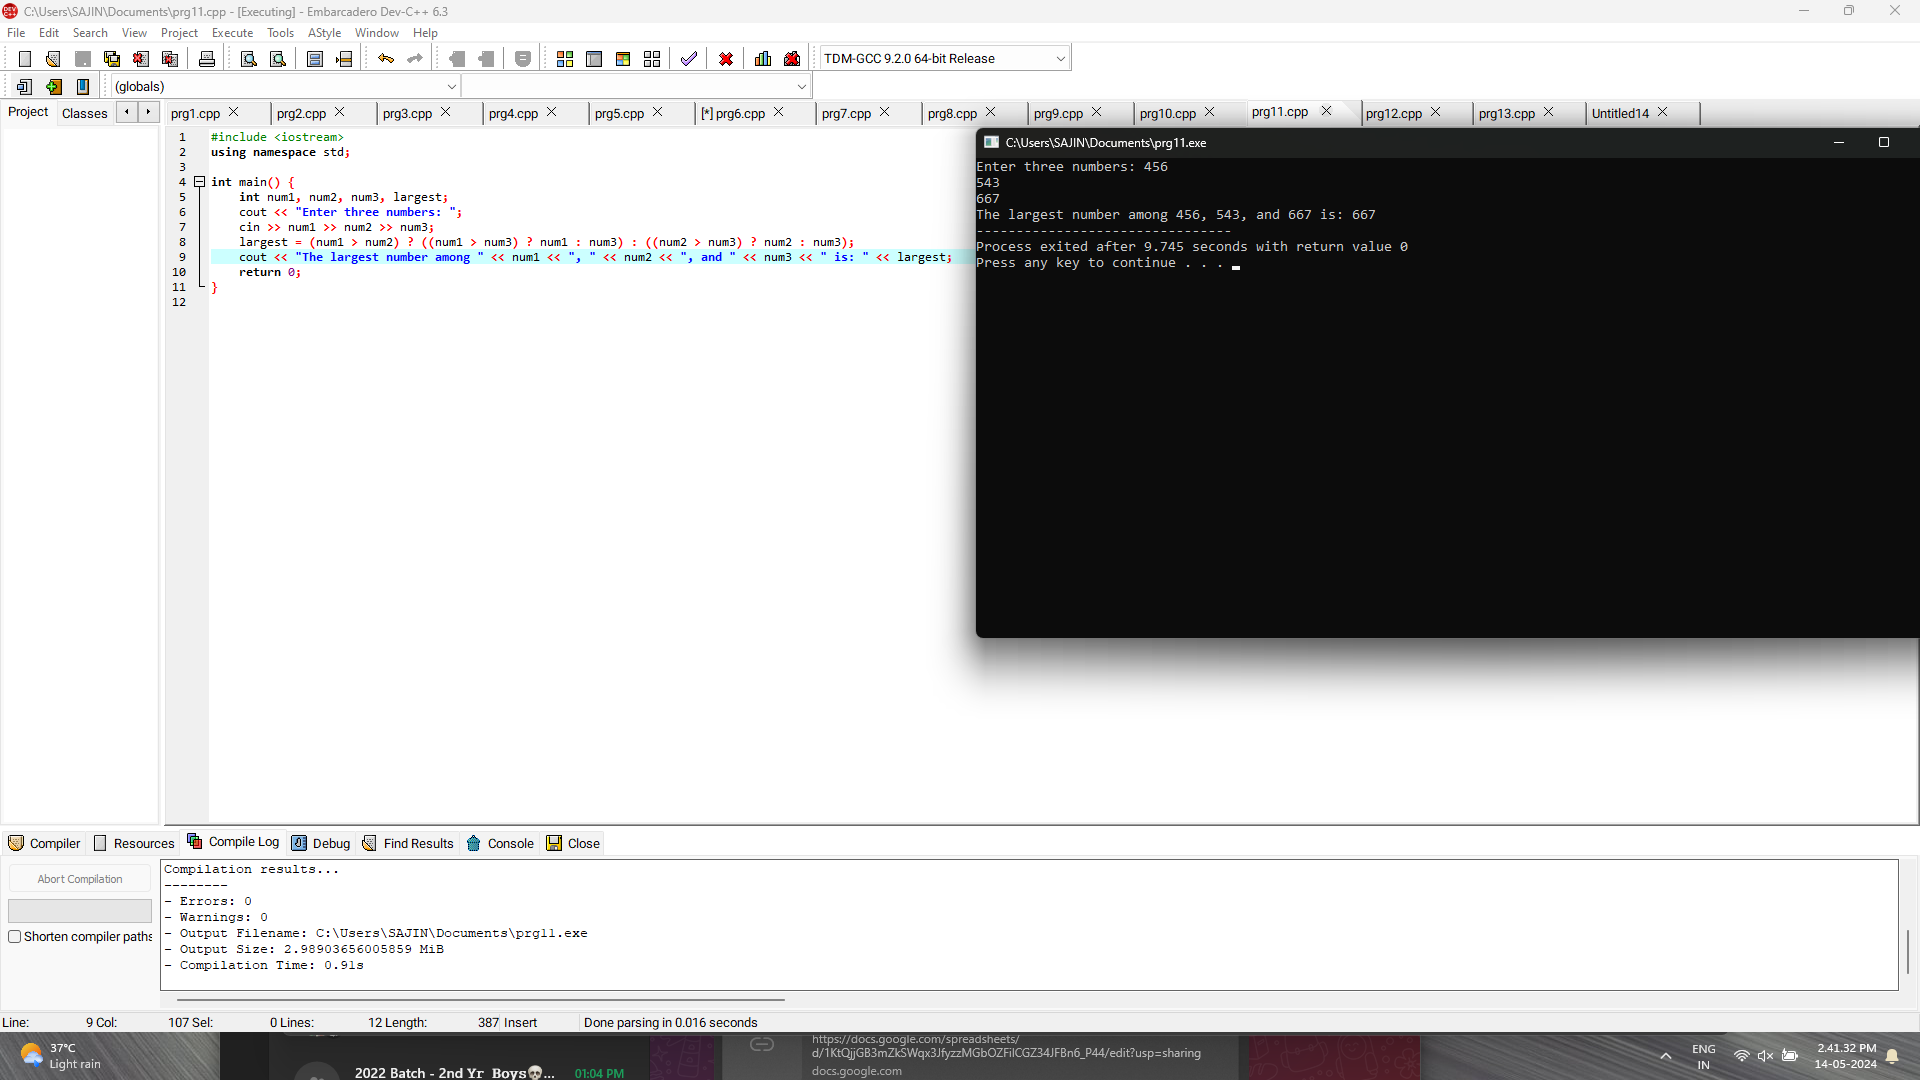 C:\Users\SAJIN\Documents\prg11.cpp - [Executing] - Embarcadero Dev-C++ 6.3
File Edit Search View Project Execute Tools AStyle Window Help
TDM-GCC 9.2.0 64-bit Release
(globals)
Project Classes prg1.cpp prg2.cpp prg3.cpp prg4.cpp prg5.cpp [*] prg6.cpp prg7.cpp prg8.cpp prg9.cpp prg10.cpp prg11.cpp prg12.cpp prg13.cpp Untitled14
1 #include <iostream>
2 using namespace std;
3
4 int main() {
5 int num1, num2, num3, largest;
6 cout << "Enter three numbers: ";
7 cin >> num1 >> num2 >> num3;
8 largest = (num1 > num2) ? ((num1 > num3) ? num1 : num3) : ((num2 > num3) ? num2 : num3);
9 cout << "The largest number among " << num1 << ", " << num2 << ", and " << num3 << " is: " << largest;
10 return 0;
11 }
12
C:\Users\SAJIN\Documents\prg11.exe
Enter three numbers: 456
543
667
The largest number among 456, 543, and 667 is: 667
--------------------------------
Process exited after 9.745 seconds with return value 0
Press any key to continue . . .
Compiler Resources Compile Log Debug Find Results Console Close
Abort Compilation
Shorten compiler paths
Compilation results...
--------
- Errors: 0
- Warnings: 0
- Output Filename: C:\Users\SAJIN\Documents\prg11.exe
- Output Size: 2.98903656005859 MiB
- Compilation Time: 0.91s
Line: 9 Col: 107 Sel: 0 Lines: 12 Length: 387 Insert Done parsing in 0.016 seconds
37°C
Light rain
2022 Batch - 2nd Yr Boys💀... 01:04 PM
https://docs.google.com/spreadsheets/
d/1KtQjjGB3mZkSWqx3JfyzzMGbOZFilCGZ34JFBn6_P44/edit?usp=sharing
docs.google.com
ENG
IN
2.41.32 PM
14-05-2024